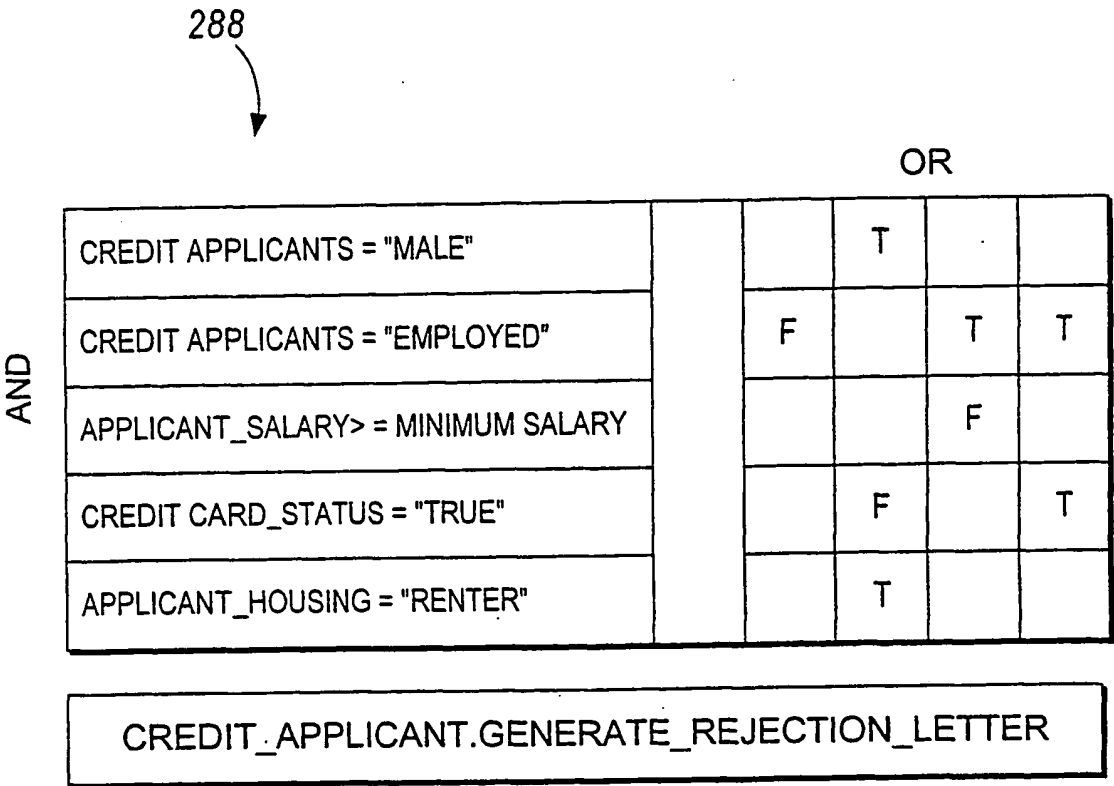 288
OR
AND
CREDIT APPLICANTS = "MALE" T
CREDIT APPLICANTS = "EMPLOYED" F T T
APPLICANT_SALARY> = MINIMUM SALARY F
CREDIT CARD_STATUS = "TRUE" F T
APPLICANT_HOUSING = "RENTER" T
CREDIT_APPLICANT.GENERATE_REJECTION_LETTER